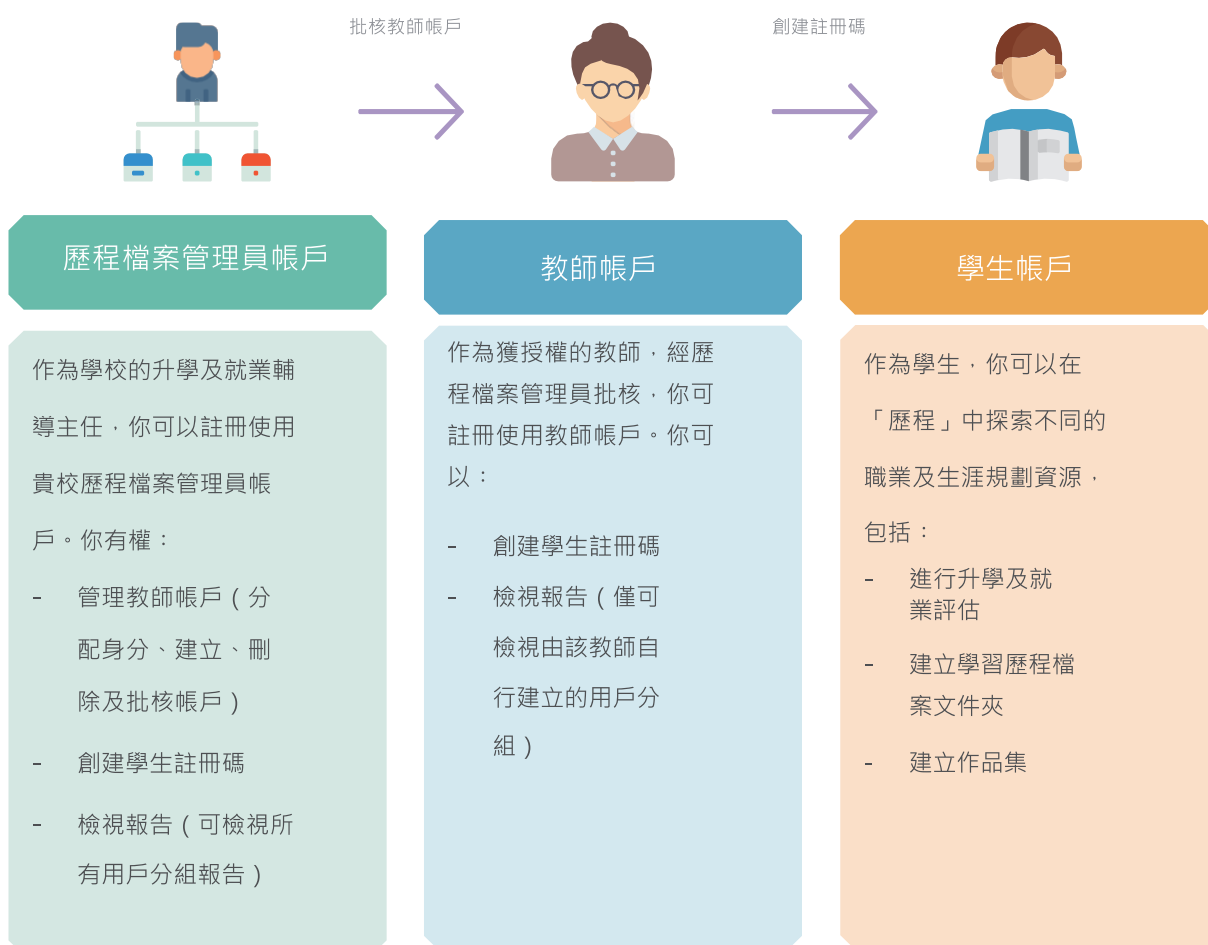 批核教師帳戶
創建註冊碼
歷程檔案管理員帳戶
作為學校的升學及就業輔
導主任，你可以註冊使用
貴校歷程檔案管理員帳
戶。你有權：
- 管理教師帳戶（分
配身分、建立、刪
除及批核帳戶）
- 創建學生註冊碼
- 檢視報告（可檢視所
有用戶分組報告）
教師帳戶
作為獲授權的教師，經歷
程檔案管理員批核，你可
註冊使用教師帳戶。你可
以：
- 創建學生註冊碼
- 檢視報告（僅可
檢視由該教師自
行建立的用戶分
組）
學生帳戶
作為學生，你可以在
「歷程」中探索不同的
職業及生涯規劃資源，
包括：
- 進行升學及就
業評估
- 建立學習歷程檔
案文件夾
- 建立作品集